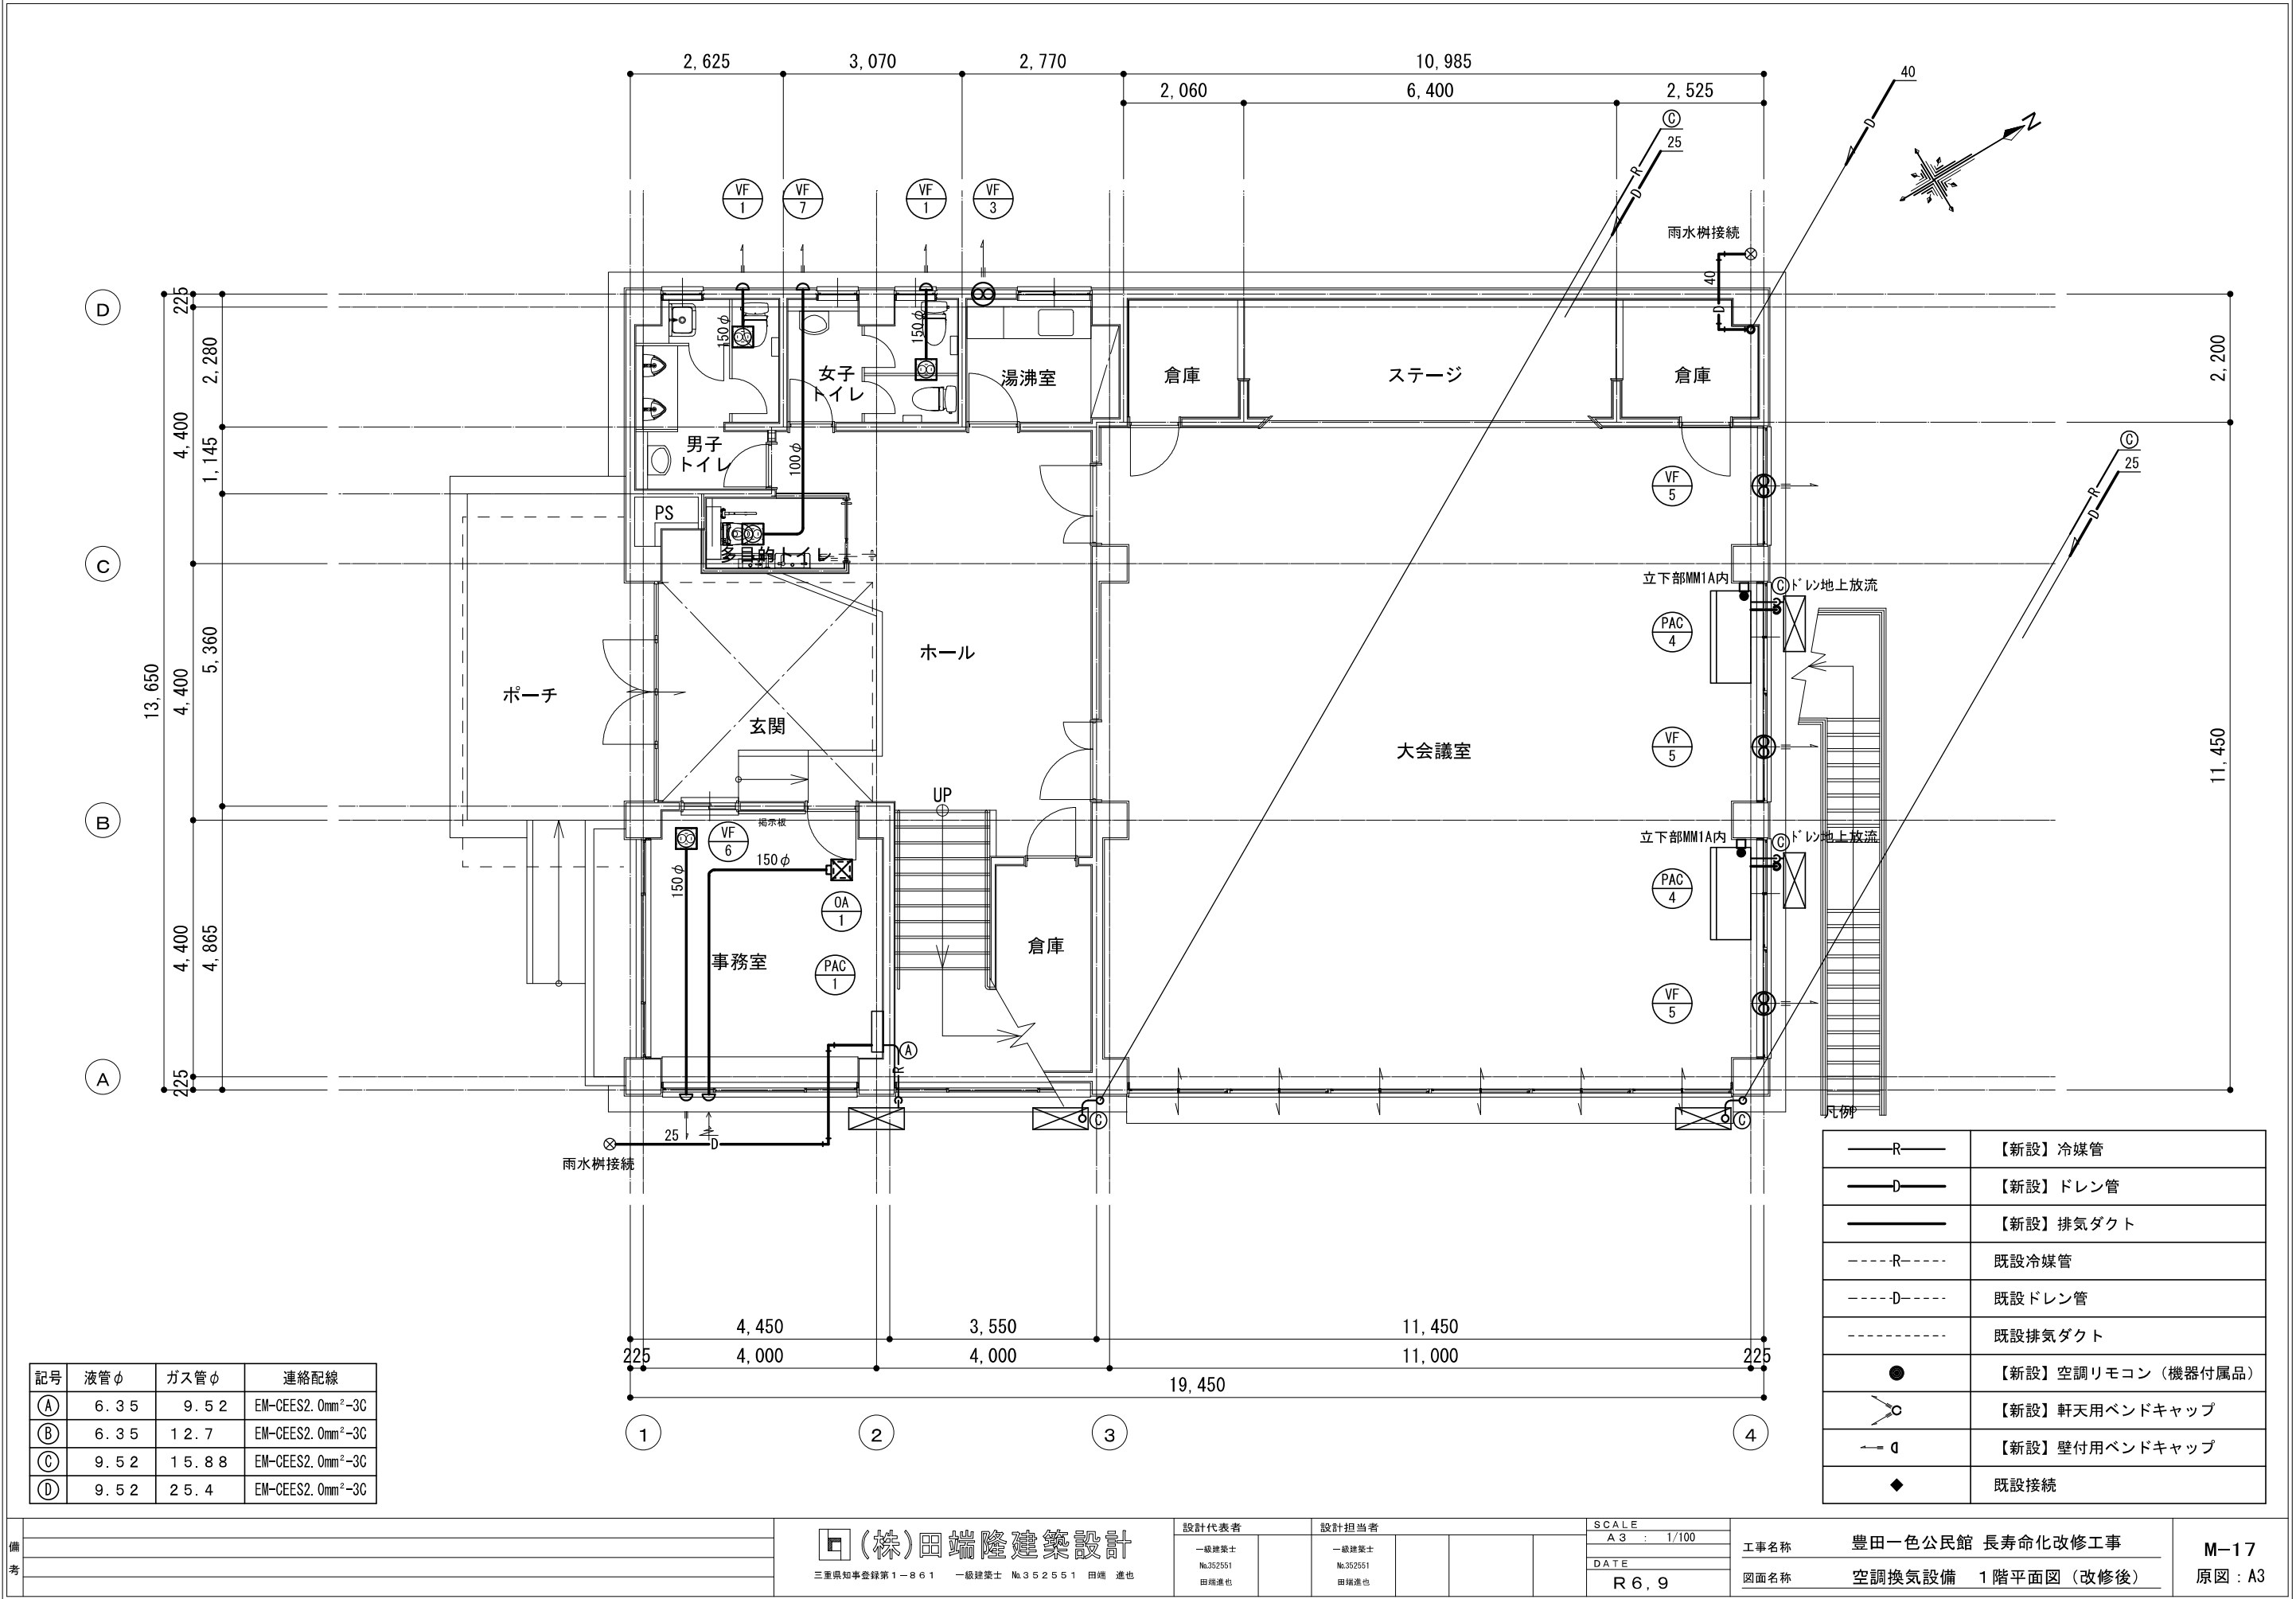 2,625
3,070
2,770
10,985
2,060
6,400
2,525
40
Ⓒ
25
R
D
D
N
VF
1
VF
7
VF
1
VF
3
雨水桝接続
40
D
D
225
2,280
4,400
1,145
13,650
4,400
5,360
4,400
4,865
225
2,200
11,450
150φ
150φ
100φ
女子
トイレ
湯沸室
倉庫
ステージ
倉庫
男子
トイレ
PS
多目的トイレ
Ⓒ
25
R
D
VF
5
C
立下部MM1A内
Ⓒ
ドレン地上放流
PAC
4
ホール
ポーチ
玄関
大会議室
VF
5
UP
B
掲示板
VF
6
150φ
150φ
立下部MM1A内
Ⓒ
ドレン地上放流
PAC
4
OA
1
倉庫
事務室
PAC
1
VF
5
A
Ⓐ
R
Ⓒ
Ⓒ
25
D
雨水桝接続
凡例
R 【新設】冷媒管
D 【新設】ドレン管
【新設】排気ダクト
R 既設冷媒管
D 既設ドレン管
既設排気ダクト
【新設】空調リモコン（機器付属品）
【新設】軒天用ベンドキャップ
【新設】壁付用ベンドキャップ
既設接続
4,450
3,550
11,450
225
4,000
4,000
11,000
225
19,450
1
2
3
4
記号 液管φ ガス管φ 連絡配線
Ⓐ 6.35 9.52 EM-CEES2.0mm²-3C
Ⓑ 6.35 12.7 EM-CEES2.0mm²-3C
Ⓒ 9.52 15.88 EM-CEES2.0mm²-3C
Ⓓ 9.52 25.4 EM-CEES2.0mm²-3C
備考
(株)田端隆建築設計
三重県知事登録第1－861 一級建築士 №352551 田端 進也
設計代表者
一級建築士
№352551
田端進也
設計担当者
一級建築士
№352551
田端進也
SCALE
A3 : 1/100
DATE
R6,9
工事名称 豊田一色公民館 長寿命化改修工事
図面名称 空調換気設備 1階平面図（改修後）
M-17
原図：A3